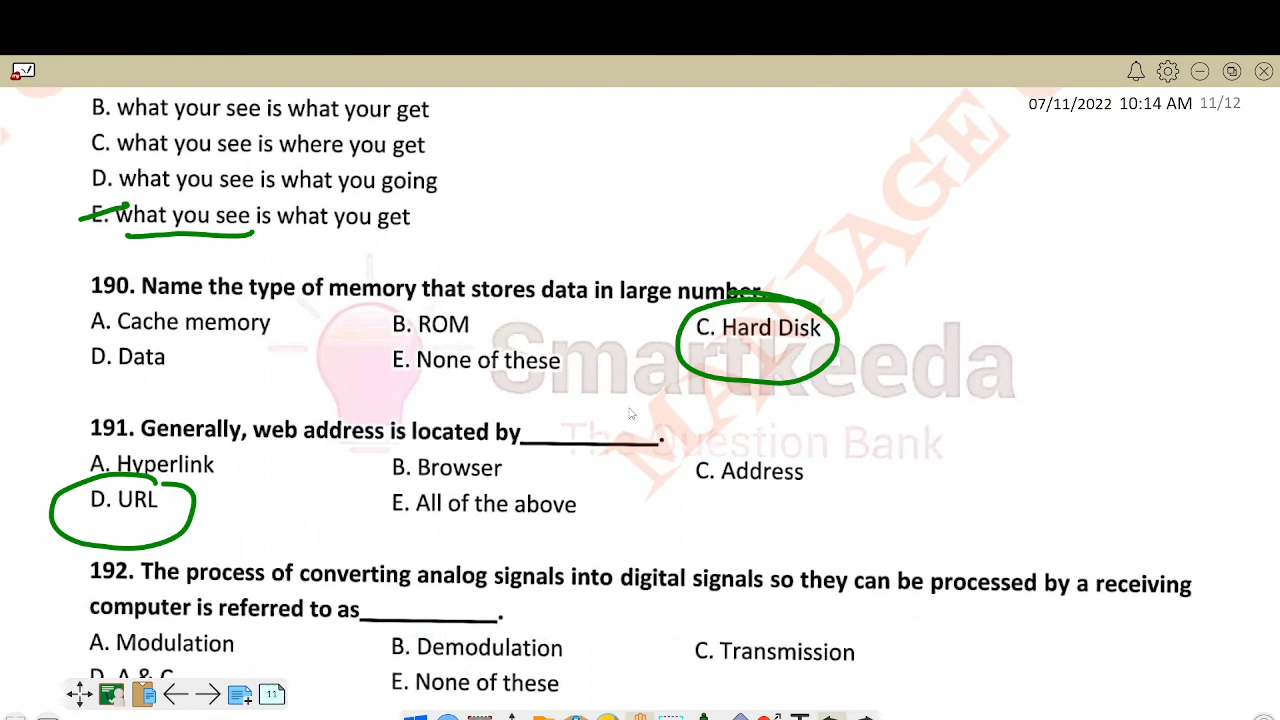 07/11/2022 10:14 AM 11/12
B. what your see is what your get
C. what you see is where you get
D. what you see is what you going
E. what you see is what you get
190. Name the type of memory that stores data in large number.
A. Cache memory B. ROM C. Hard Disk
D. Data E. None of these
Smartkeeda
The Question Bank
191. Generally, web address is located by____________.
A. Hyperlink B. Browser C. Address
D. URL E. All of the above
192. The process of converting analog signals into digital signals so they can be processed by a receiving
computer is referred to as____________.
A. Modulation B. Demodulation C. Transmission
D. A & C E. None of these
11